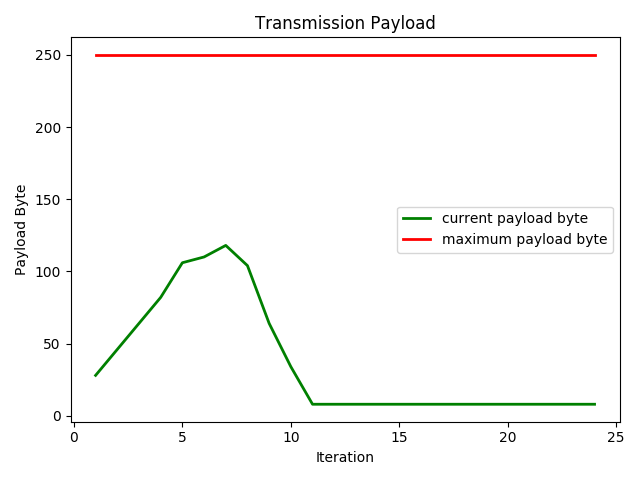 Transmission Payload
250
200
150
100
50
0
Payload Byte
current payload byte
maximum payload byte
0 5 10 15 20 25
Iteration